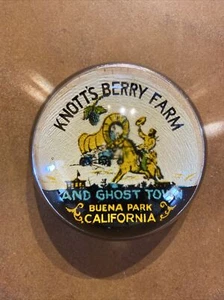 KNOTT'S BERRY FARM
AND GHOST TOWN
BUENA PARK
CALIFORNIA